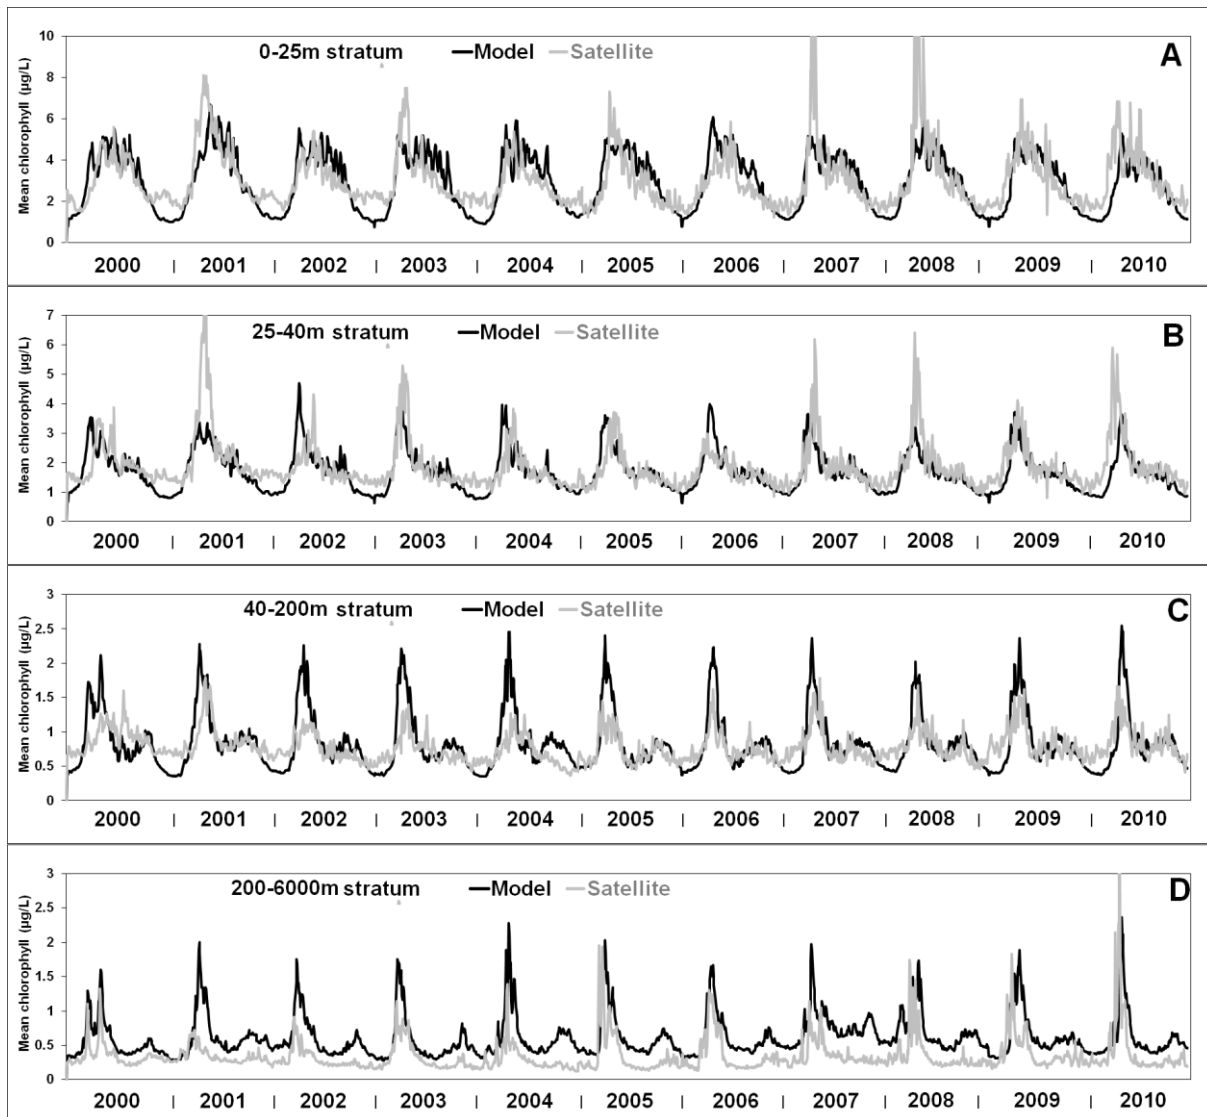 0-25m stratum Model Satellite A
Mean chlorophyll (µg/L)
10
8
6
4
2
0
2000 | 2001 | 2002 | 2003 | 2004 | 2005 | 2006 | 2007 | 2008 | 2009 | 2010
25-40m stratum Model Satellite B
Mean chlorophyll (µg/L)
7
6
5
4
3
2
1
0
2000 | 2001 | 2002 | 2003 | 2004 | 2005 | 2006 | 2007 | 2008 | 2009 | 2010
40-200m stratum Model Satellite C
Mean chlorophyll (µg/L)
3
2.5
2
1.5
1
0.5
0
2000 | 2001 | 2002 | 2003 | 2004 | 2005 | 2006 | 2007 | 2008 | 2009 | 2010
200-6000m stratum Model Satellite D
Mean chlorophyll (µg/L)
3
2.5
2
1.5
1
0.5
0
2000 | 2001 | 2002 | 2003 | 2004 | 2005 | 2006 | 2007 | 2008 | 2009 | 2010